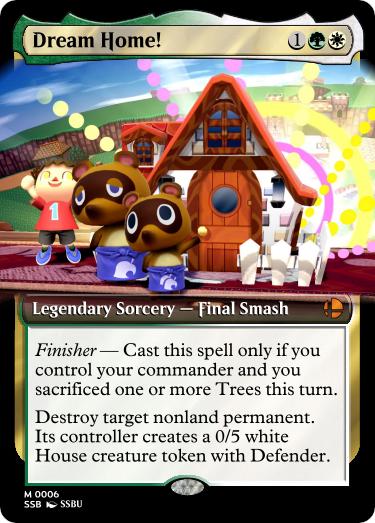 Dream Home!
1
1
Legendary Sorcery — Final Smash
Finisher — Cast this spell only if you
control your commander and you
sacrificed one or more Trees this turn.
Destroy target nonland permanent.
Its controller creates a 0/5 white
House creature token with Defender.
M 0006
SSB SSBU